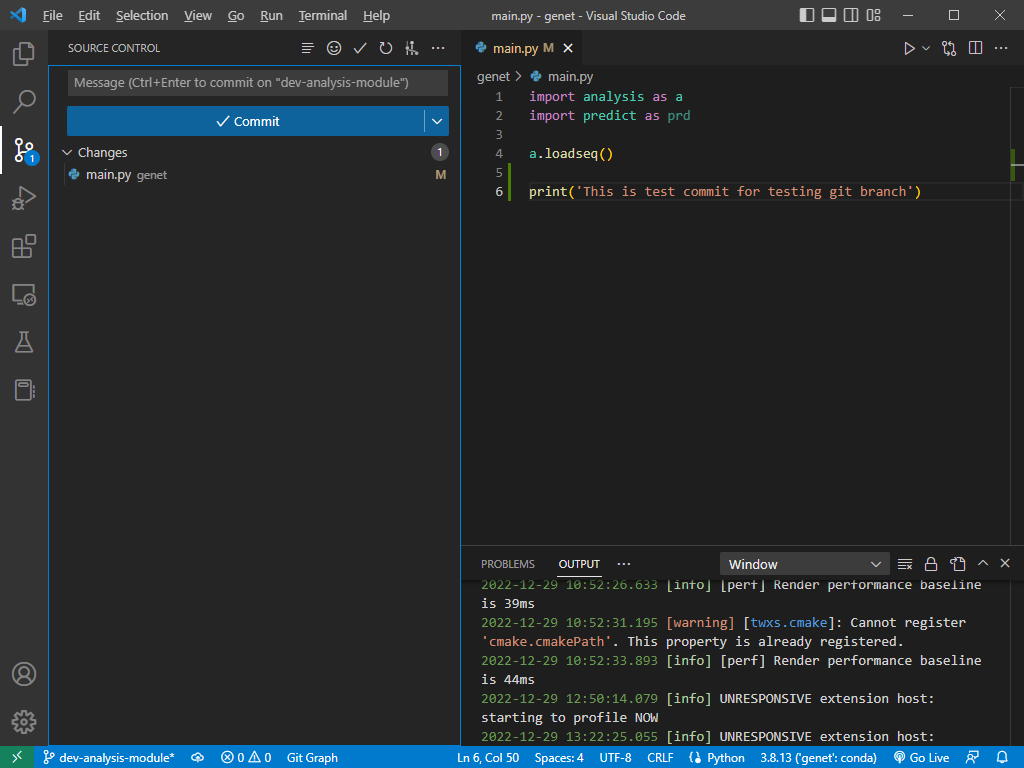 File Edit Selection View Go Run Terminal Help main.py - genet - Visual Studio Code
SOURCE CONTROL
Message (Ctrl+Enter to commit on "dev-analysis-module")
Commit
Changes 1
main.py genet M
1
main.py M
genet > main.py
1 import analysis as a
2 import predict as prd
3
4 a.loadseq()
5
6 print('This is test commit for testing git branch')
PROBLEMS OUTPUT Window
2022-12-29 10:52:26.633 [info] [perf] Render performance baseline
is 39ms
2022-12-29 10:52:31.195 [warning] [twxs.cmake]: Cannot register
'cmake.cmakePath'. This property is already registered.
2022-12-29 10:52:33.893 [info] [perf] Render performance baseline
is 44ms
2022-12-29 12:50:14.079 [info] UNRESPONSIVE extension host:
starting to profile NOW
2022-12-29 13:22:25.055 [info] UNRESPONSIVE extension host:
dev-analysis-module* 0 0 Git Graph Ln 6, Col 50 Spaces: 4 UTF-8 CRLF Python 3.8.13 ('genet': conda) Go Live